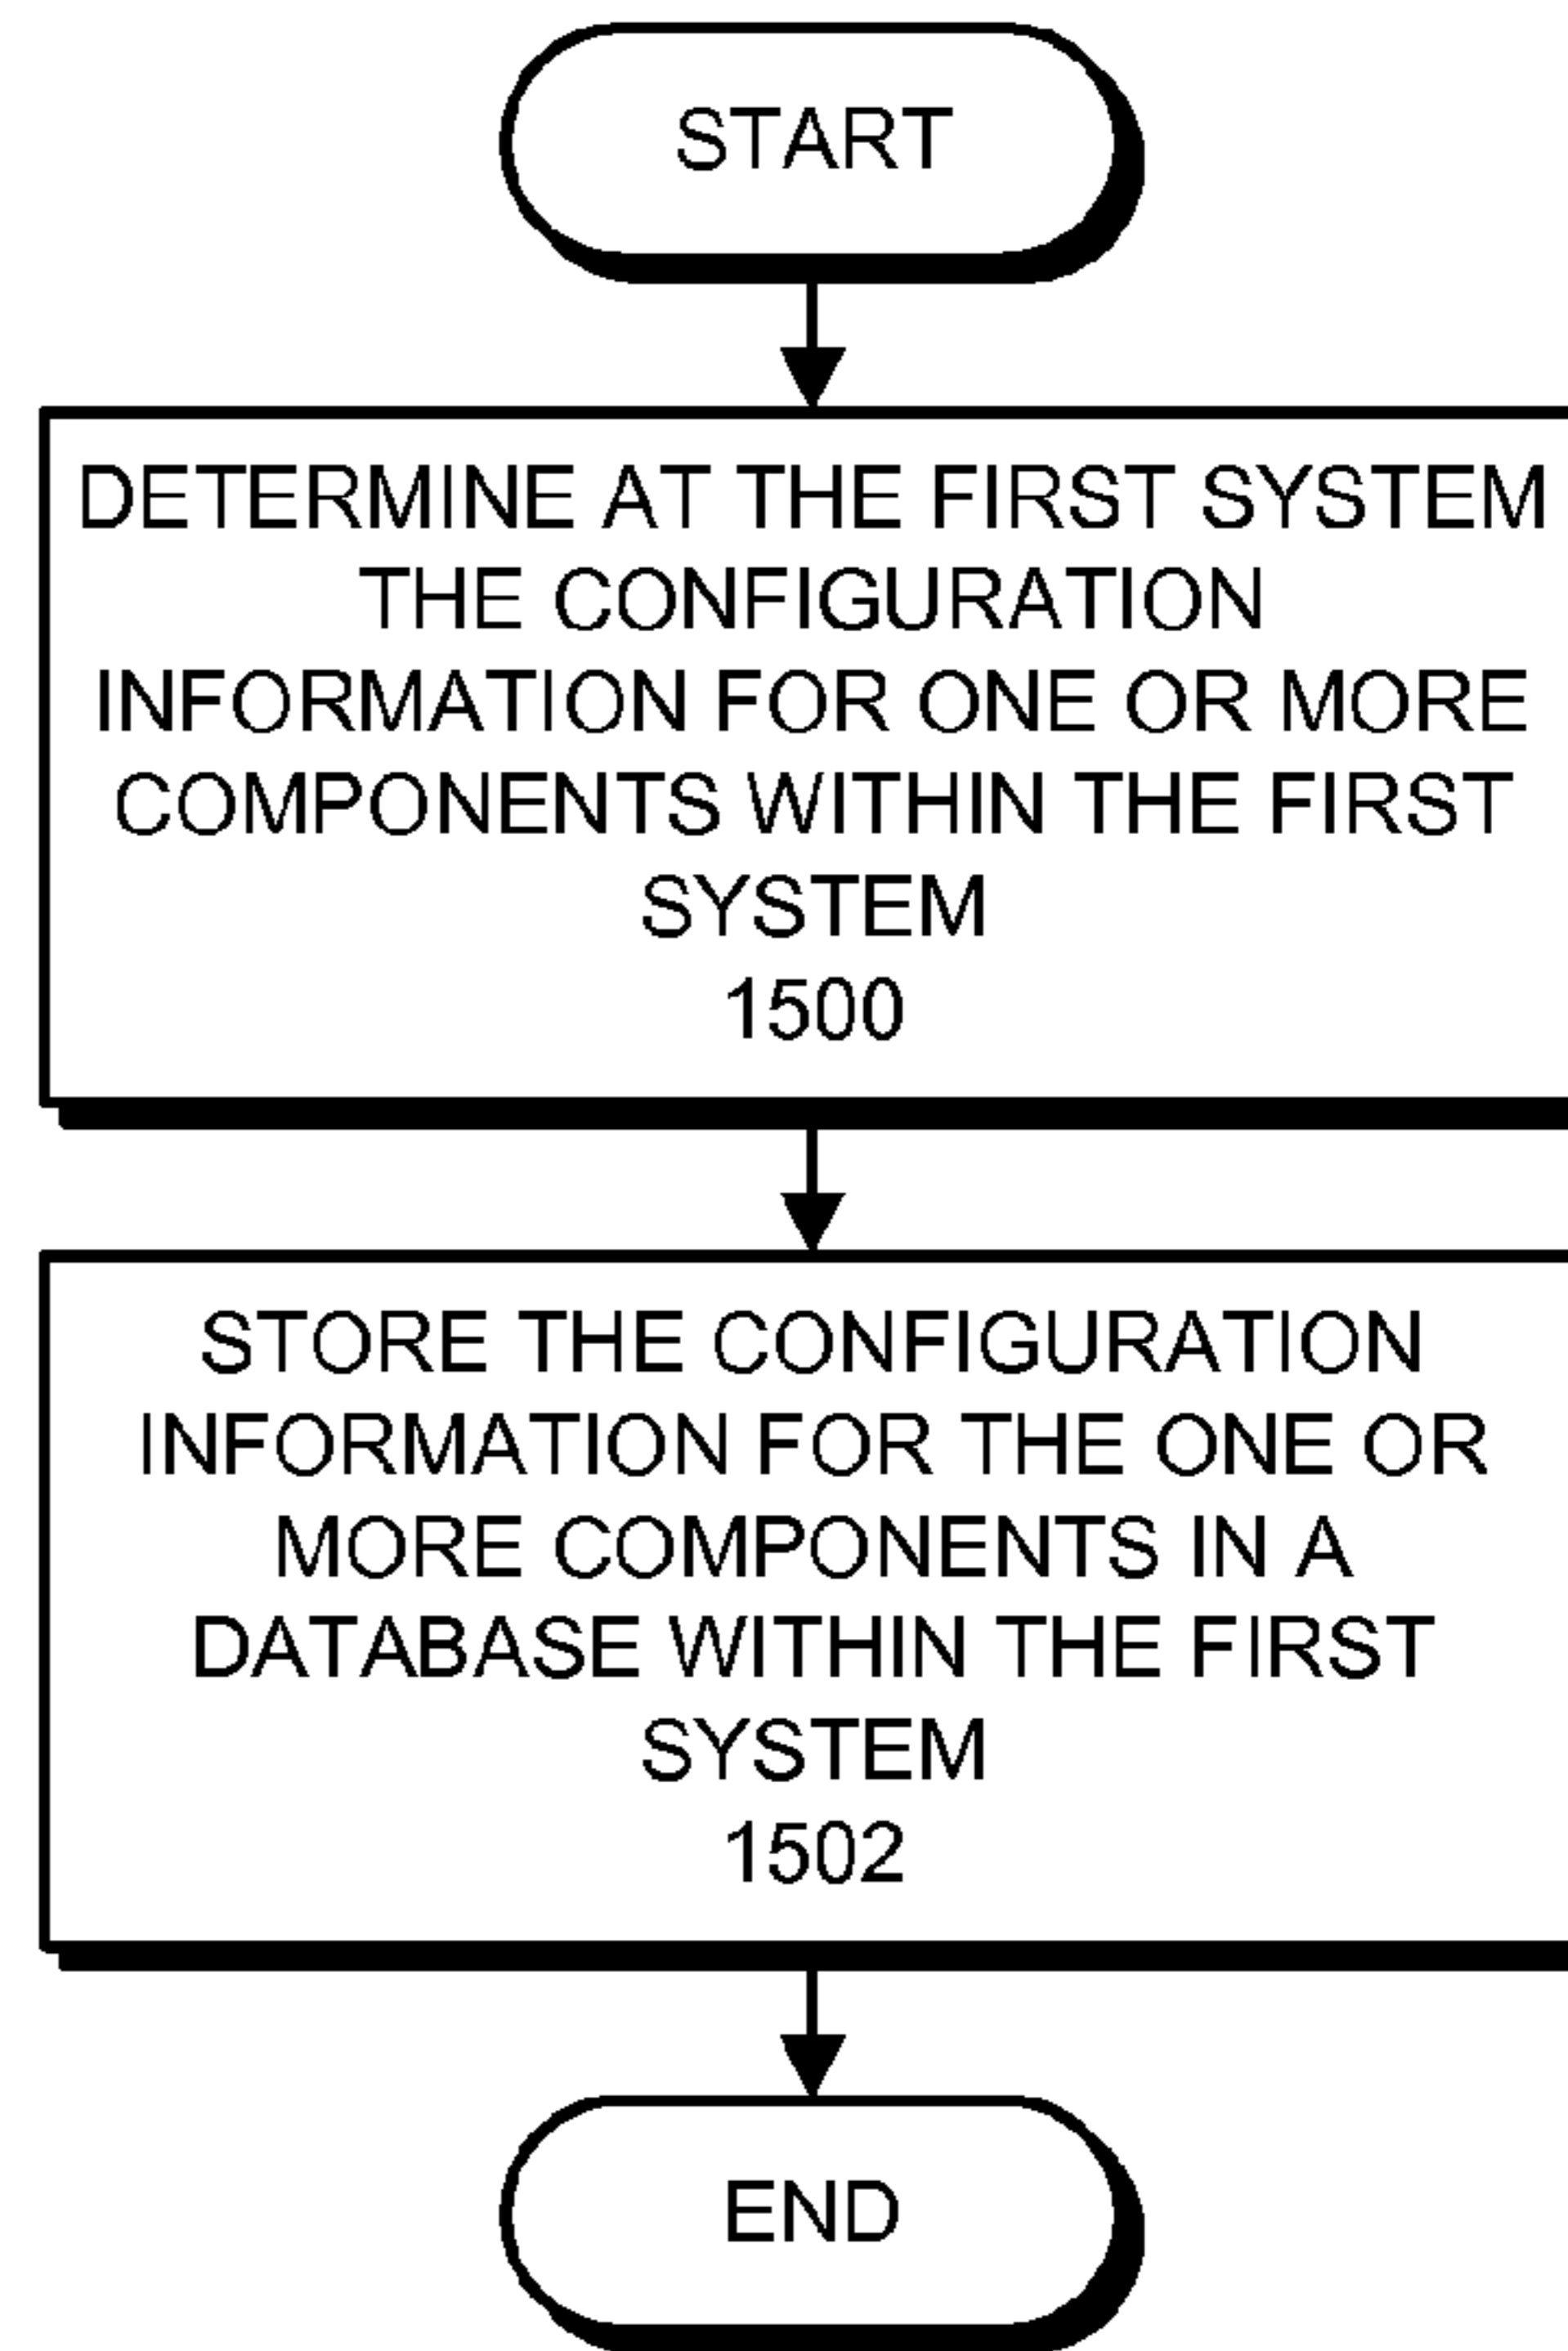 START
DETERMINE AT THE FIRST SYSTEM
THE CONFIGURATION
INFORMATION FOR ONE OR MORE
COMPONENTS WITHIN THE FIRST
SYSTEM
1500
STORE THE CONFIGURATION
INFORMATION FOR THE ONE OR
MORE COMPONENTS IN A
DATABASE WITHIN THE FIRST
SYSTEM
1502
END